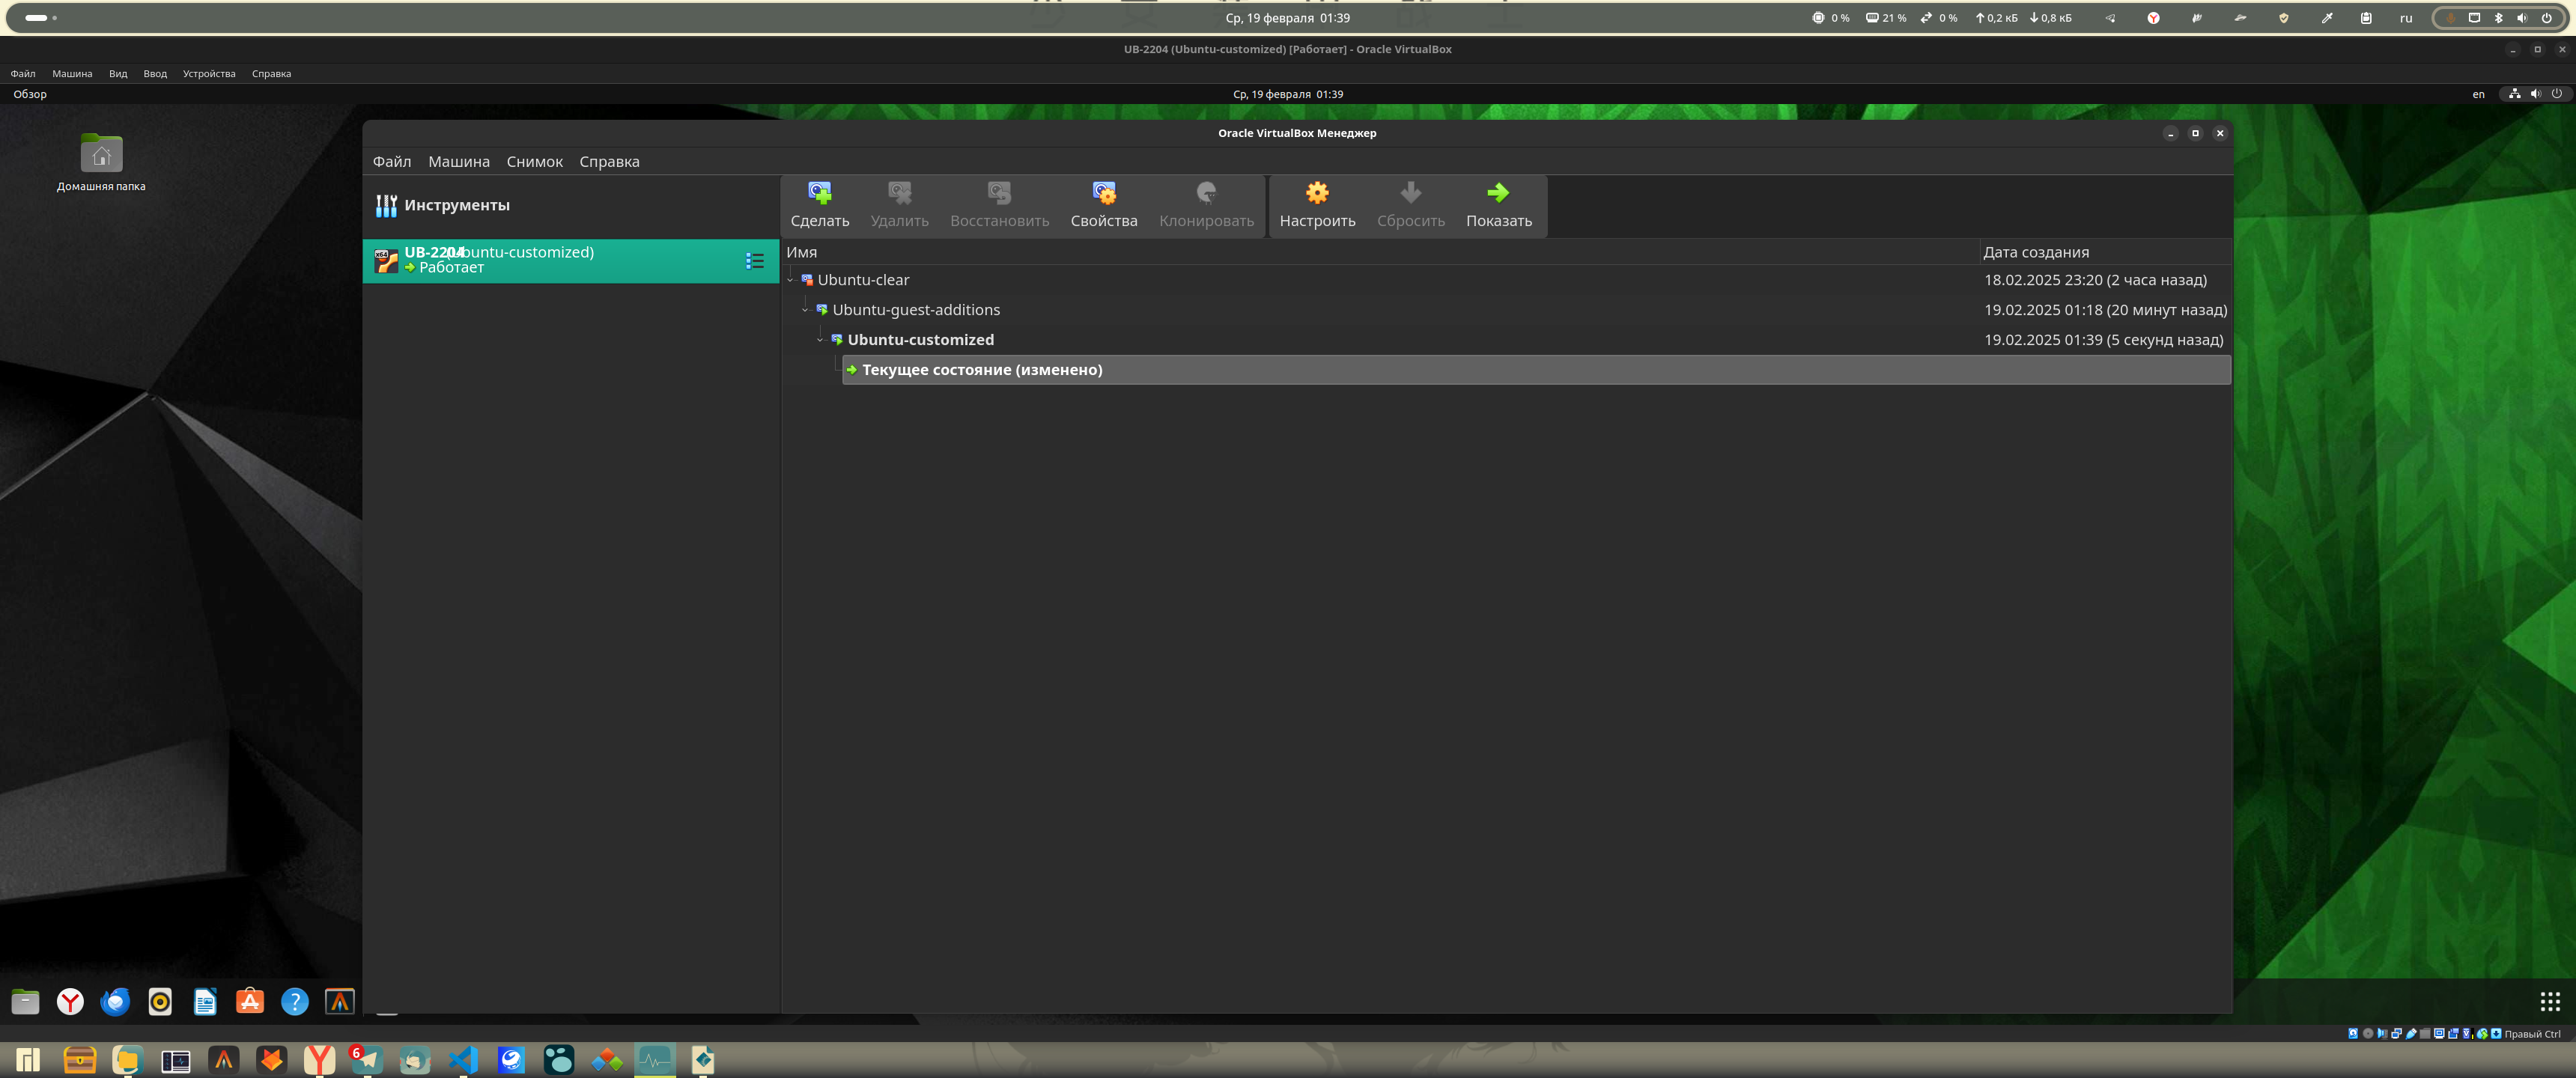 Ср, 19 февраля 01:39
0 % 21 % 0 % 0,2 кБ 0,8 кБ ru
UB-2204 (Ubuntu-customized) [Работает] - Oracle VirtualBox
Файл Машина Вид Ввод Устройства Справка
Обзор Ср, 19 февраля 01:39 en
Домашняя папка
Oracle VirtualBox Менеджер
Файл Машина Снимок Справка
Инструменты
UB-2204 (Ubuntu-customized)
Работает
Сделать Удалить Восстановить Свойства Клонировать Настроить Сбросить Показать
Имя Дата создания
Ubuntu-clear 18.02.2025 23:20 (2 часа назад)
Ubuntu-guest-additions 19.02.2025 01:18 (20 минут назад)
Ubuntu-customized 19.02.2025 01:39 (5 секунд назад)
Текущее состояние (изменено)
Правый Ctrl
6